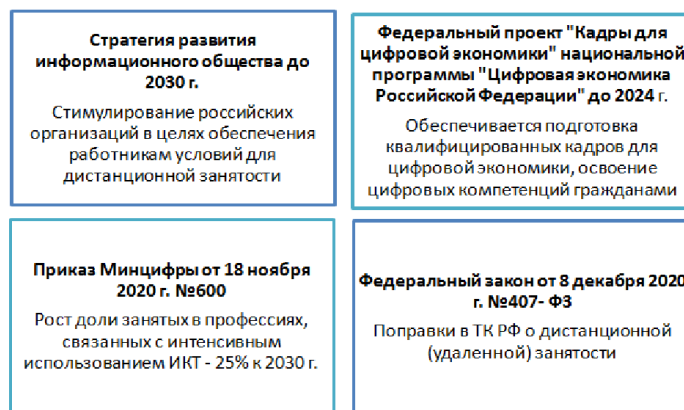 Стратегия развития
информационного общества до
2030 г.
Стимулирование российских
организаций в целях обеспечения
работникам условий для
дистанционной занятости
Федеральный проект "Кадры для
цифровой экономики" национальной
программы "Цифровая экономика
Российской Федерации" до 2024 г.
Обеспечивается подготовка
квалифицированных кадров для
цифровой экономики, освоение
цифровых компетенций гражданами
Приказ Минцифры от 18 ноября
2020 г. №600
Рост доли занятых в профессиях,
связанных с интенсивным
использованием ИКТ - 25% к 2030 г.
Федеральный закон от 8 декабря 2020
г. №407- ФЗ
Поправки в ТК РФ о дистанционной
(удаленной) занятости